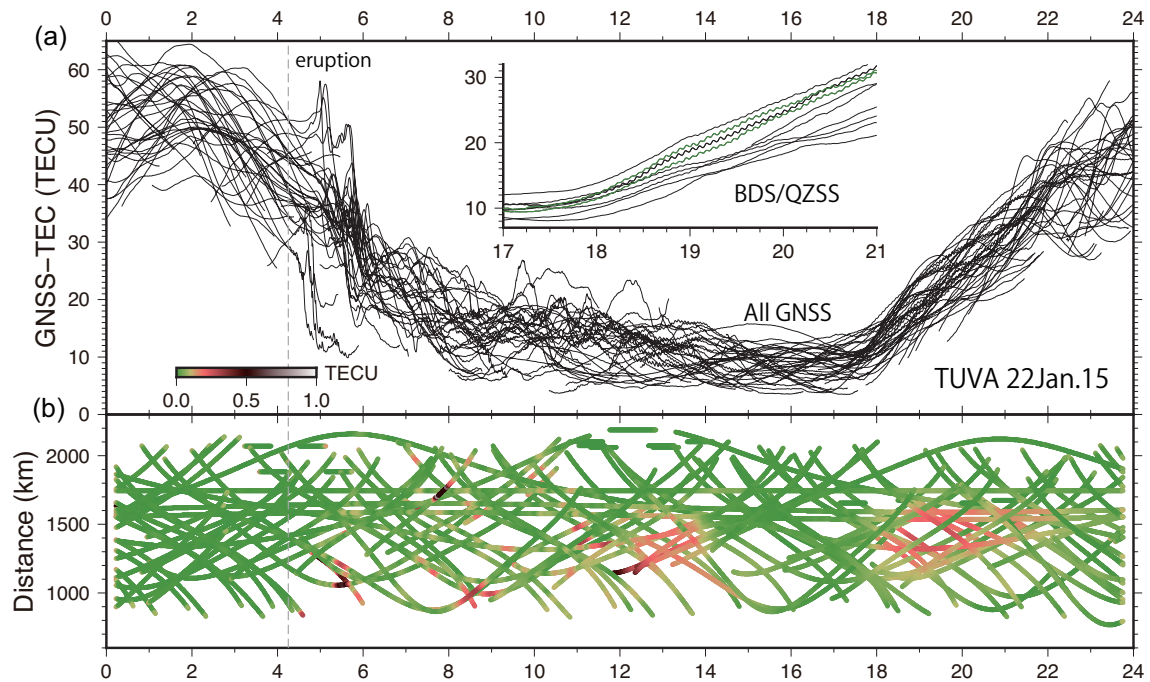 0 2 4 6 8 10 12 14 16 18 20 22 24
(a)
GNSS−TEC (TECU)
60
50
40
30
20
10
0
eruption
30
20
10
17 18 19 20 21
BDS/QZSS
All GNSS
TUVA 22Jan.15
TECU
0.0 0.5 1.0
(b)
Distance (km)
2000
1500
1000
0 2 4 6 8 10 12 14 16 18 20 22 24